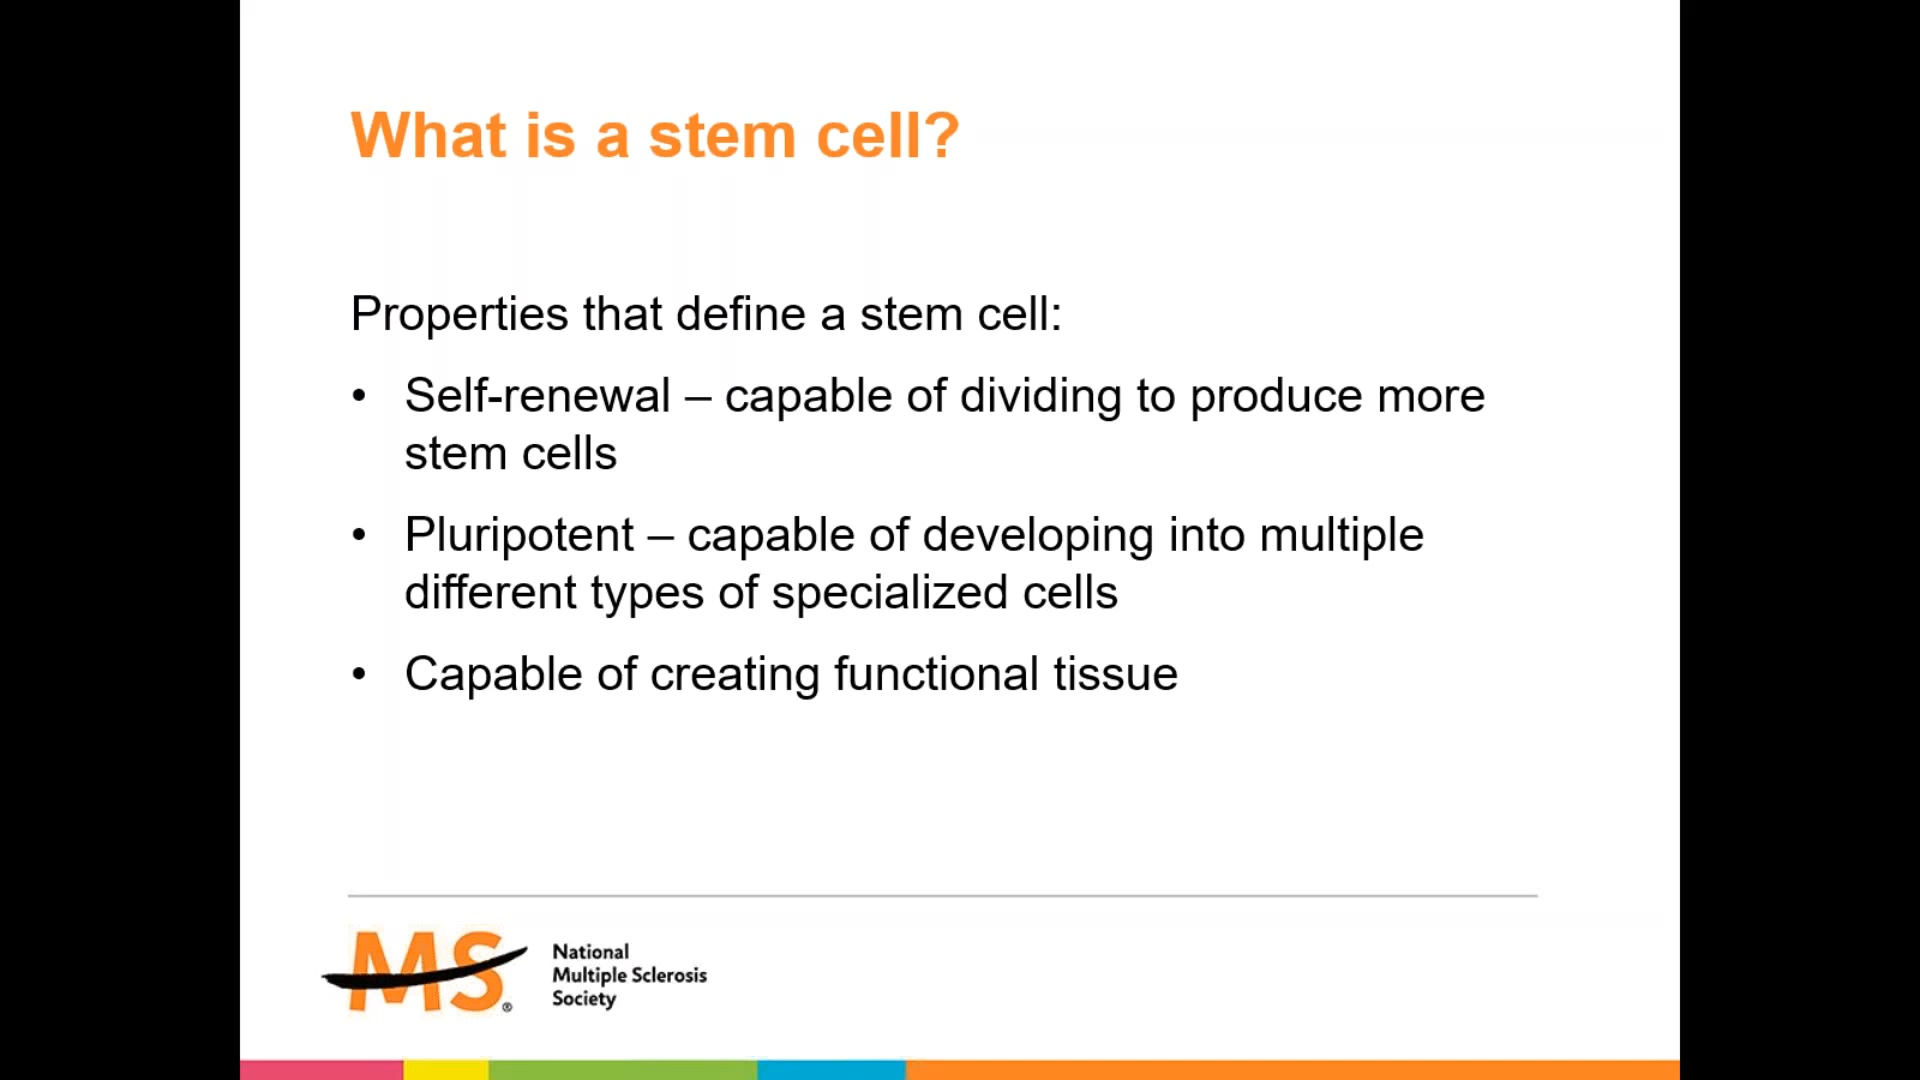 What is a stem cell?
Properties that define a stem cell:
• Self-renewal – capable of dividing to produce more
stem cells
• Pluripotent – capable of developing into multiple
different types of specialized cells
• Capable of creating functional tissue
MS®
National
Multiple Sclerosis
Society